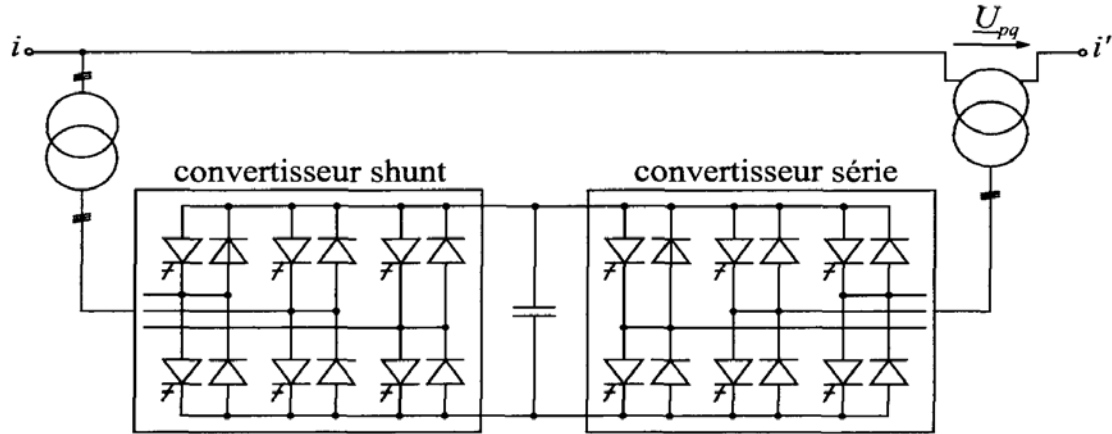 U_pq
i
i'
convertisseur shunt
convertisseur série